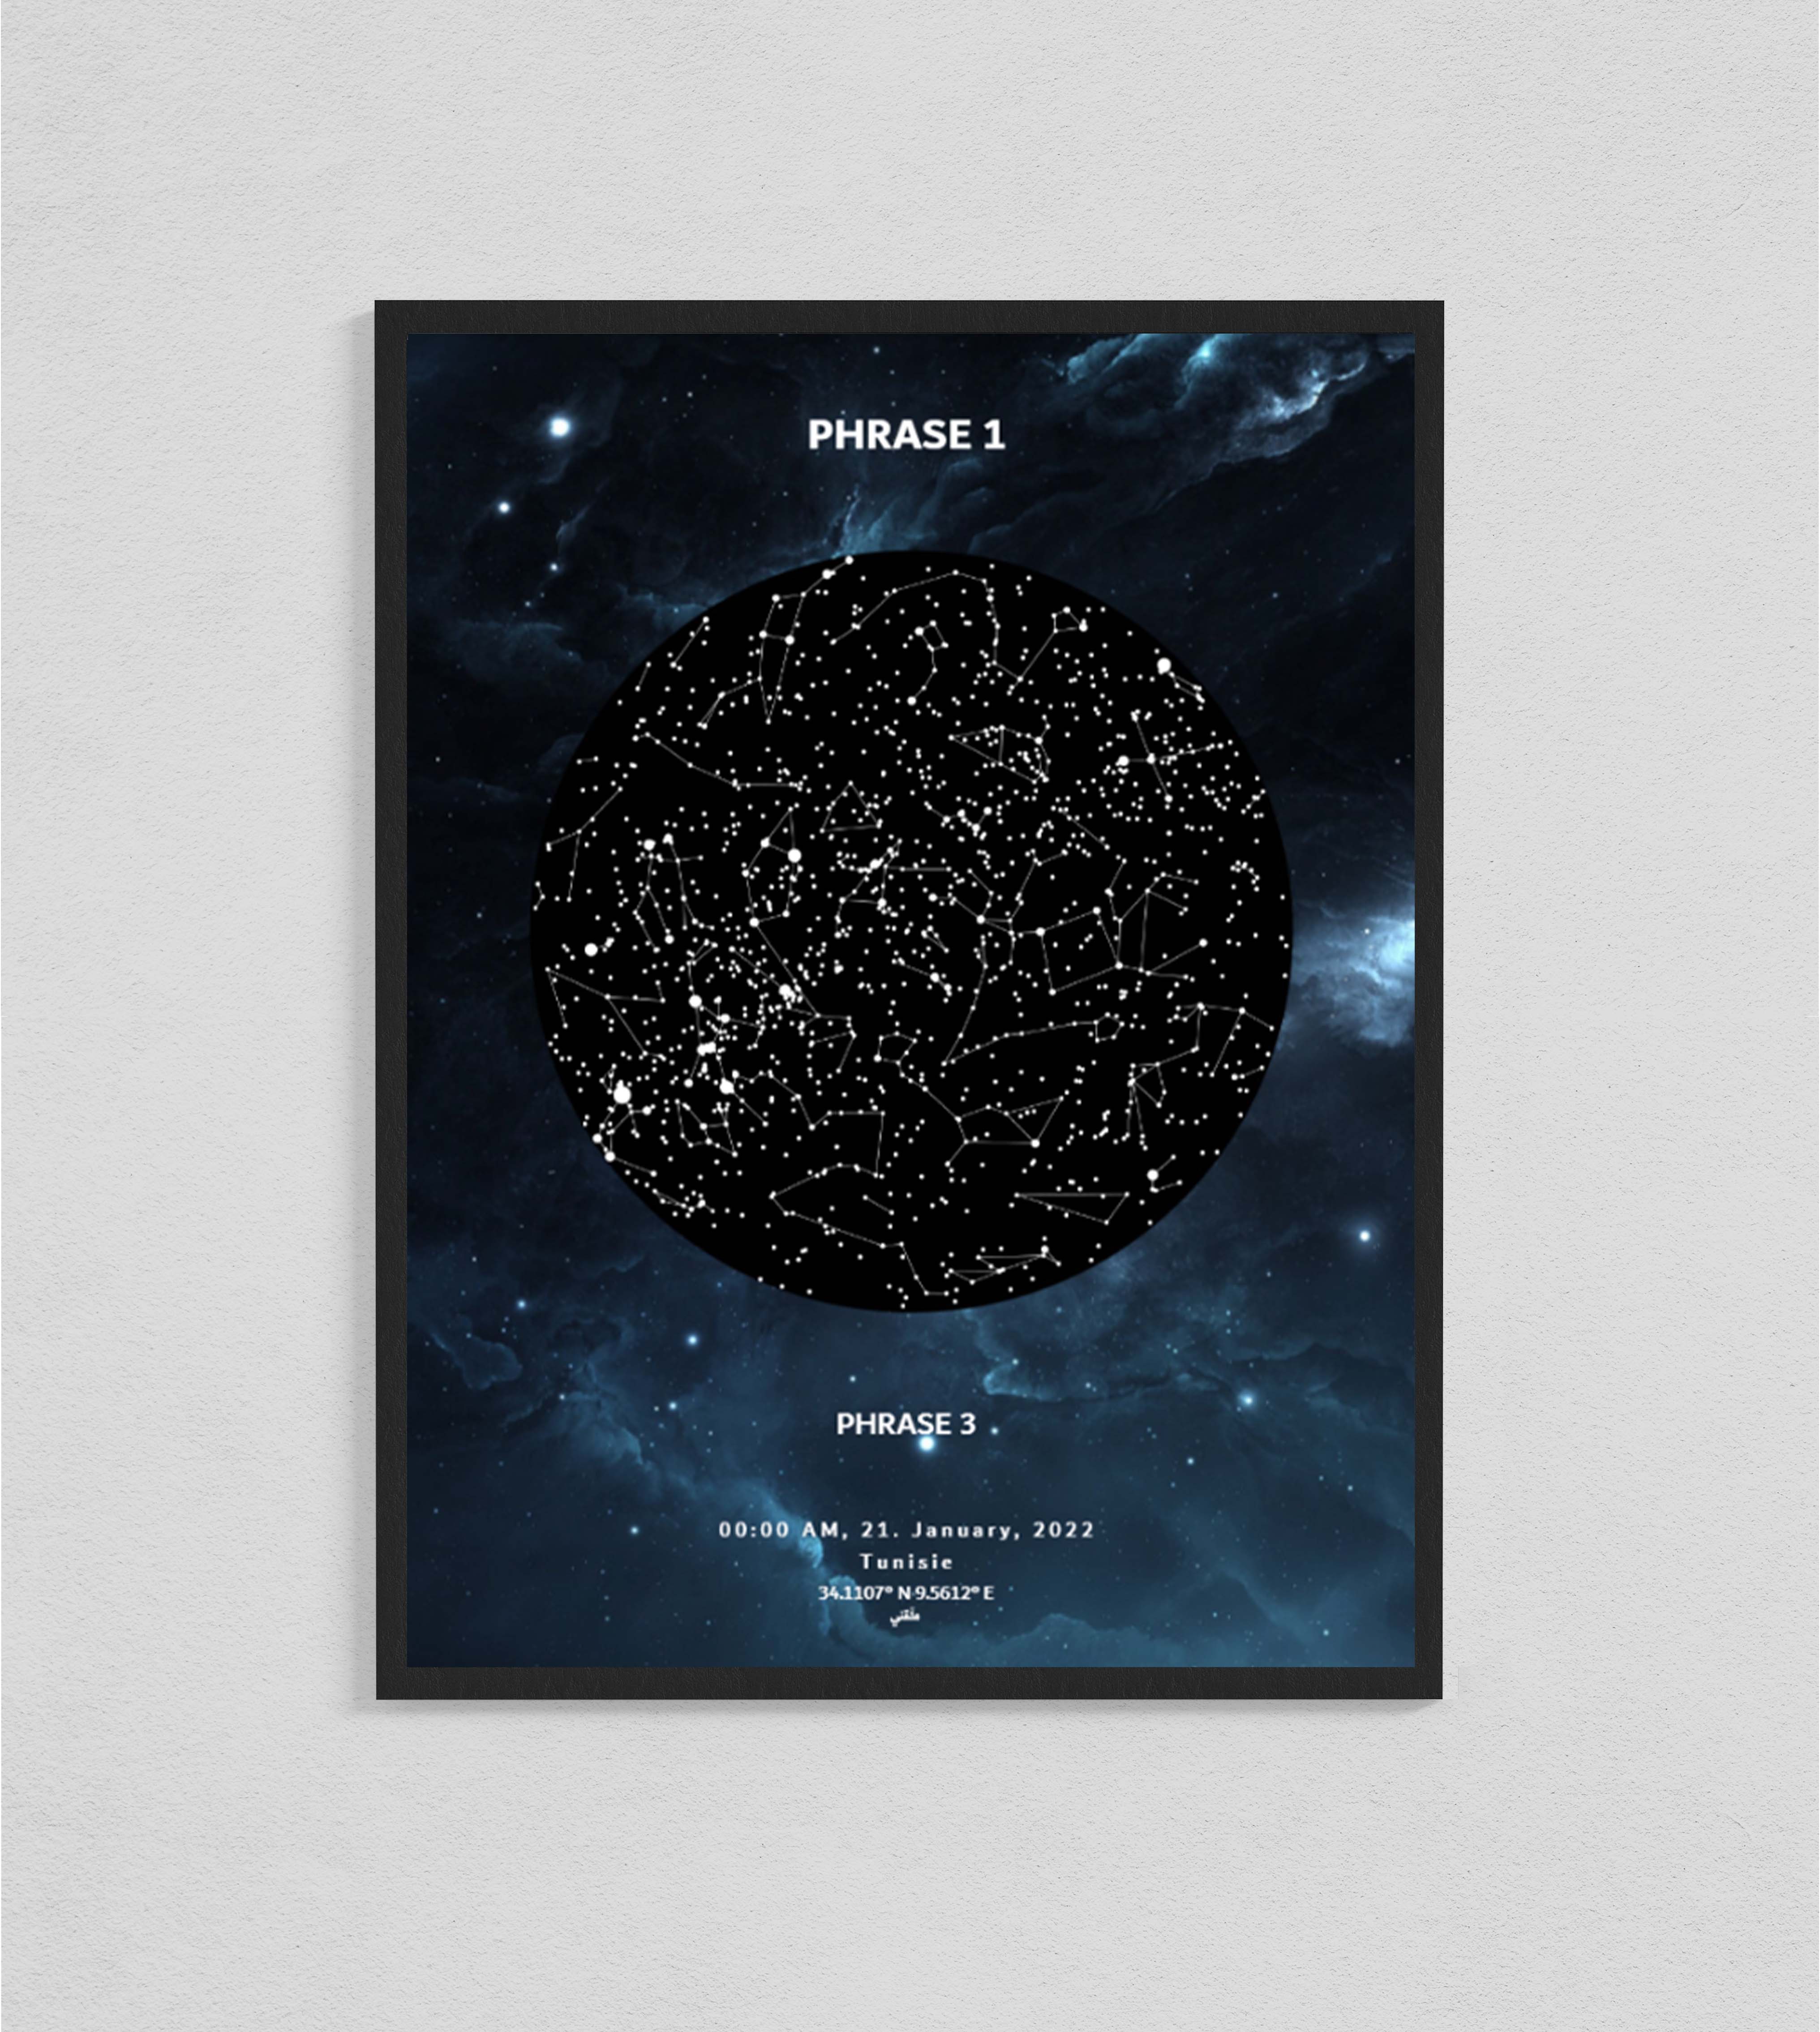 PHRASE 1
PHRASE 3
00:00 AM, 21. January, 2022
Tunisie
34.1107° N 9.5612° E